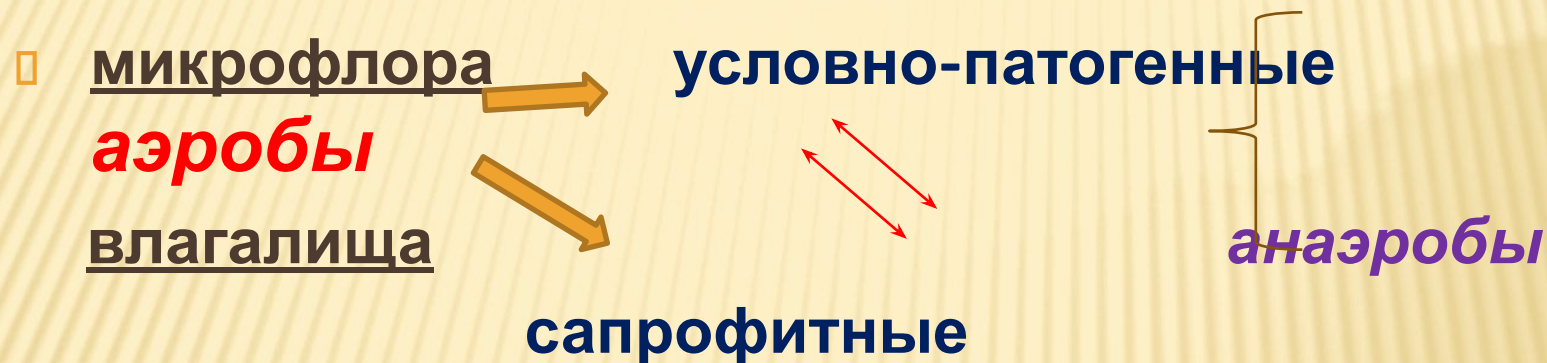 микрофлора условно-патогенные
аэробы
влагалища анаэробы
сапрофитные